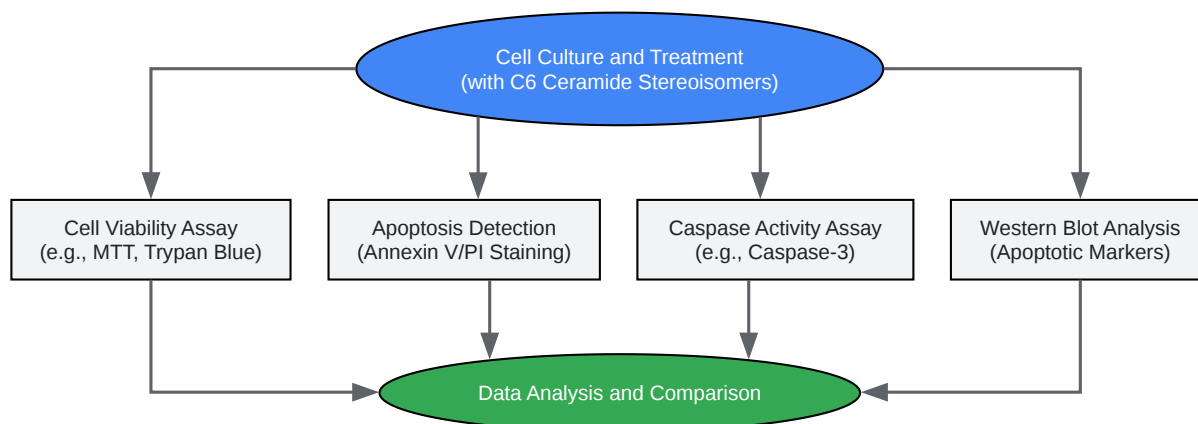 Cell Culture and Treatment
(with C6 Ceramide Stereoisomers)
Cell Viability Assay
(e.g., MTT, Trypan Blue)
Apoptosis Detection
(Annexin V/PI Staining)
Caspase Activity Assay
(e.g., Caspase-3)
Western Blot Analysis
(Apoptotic Markers)
Data Analysis and Comparison